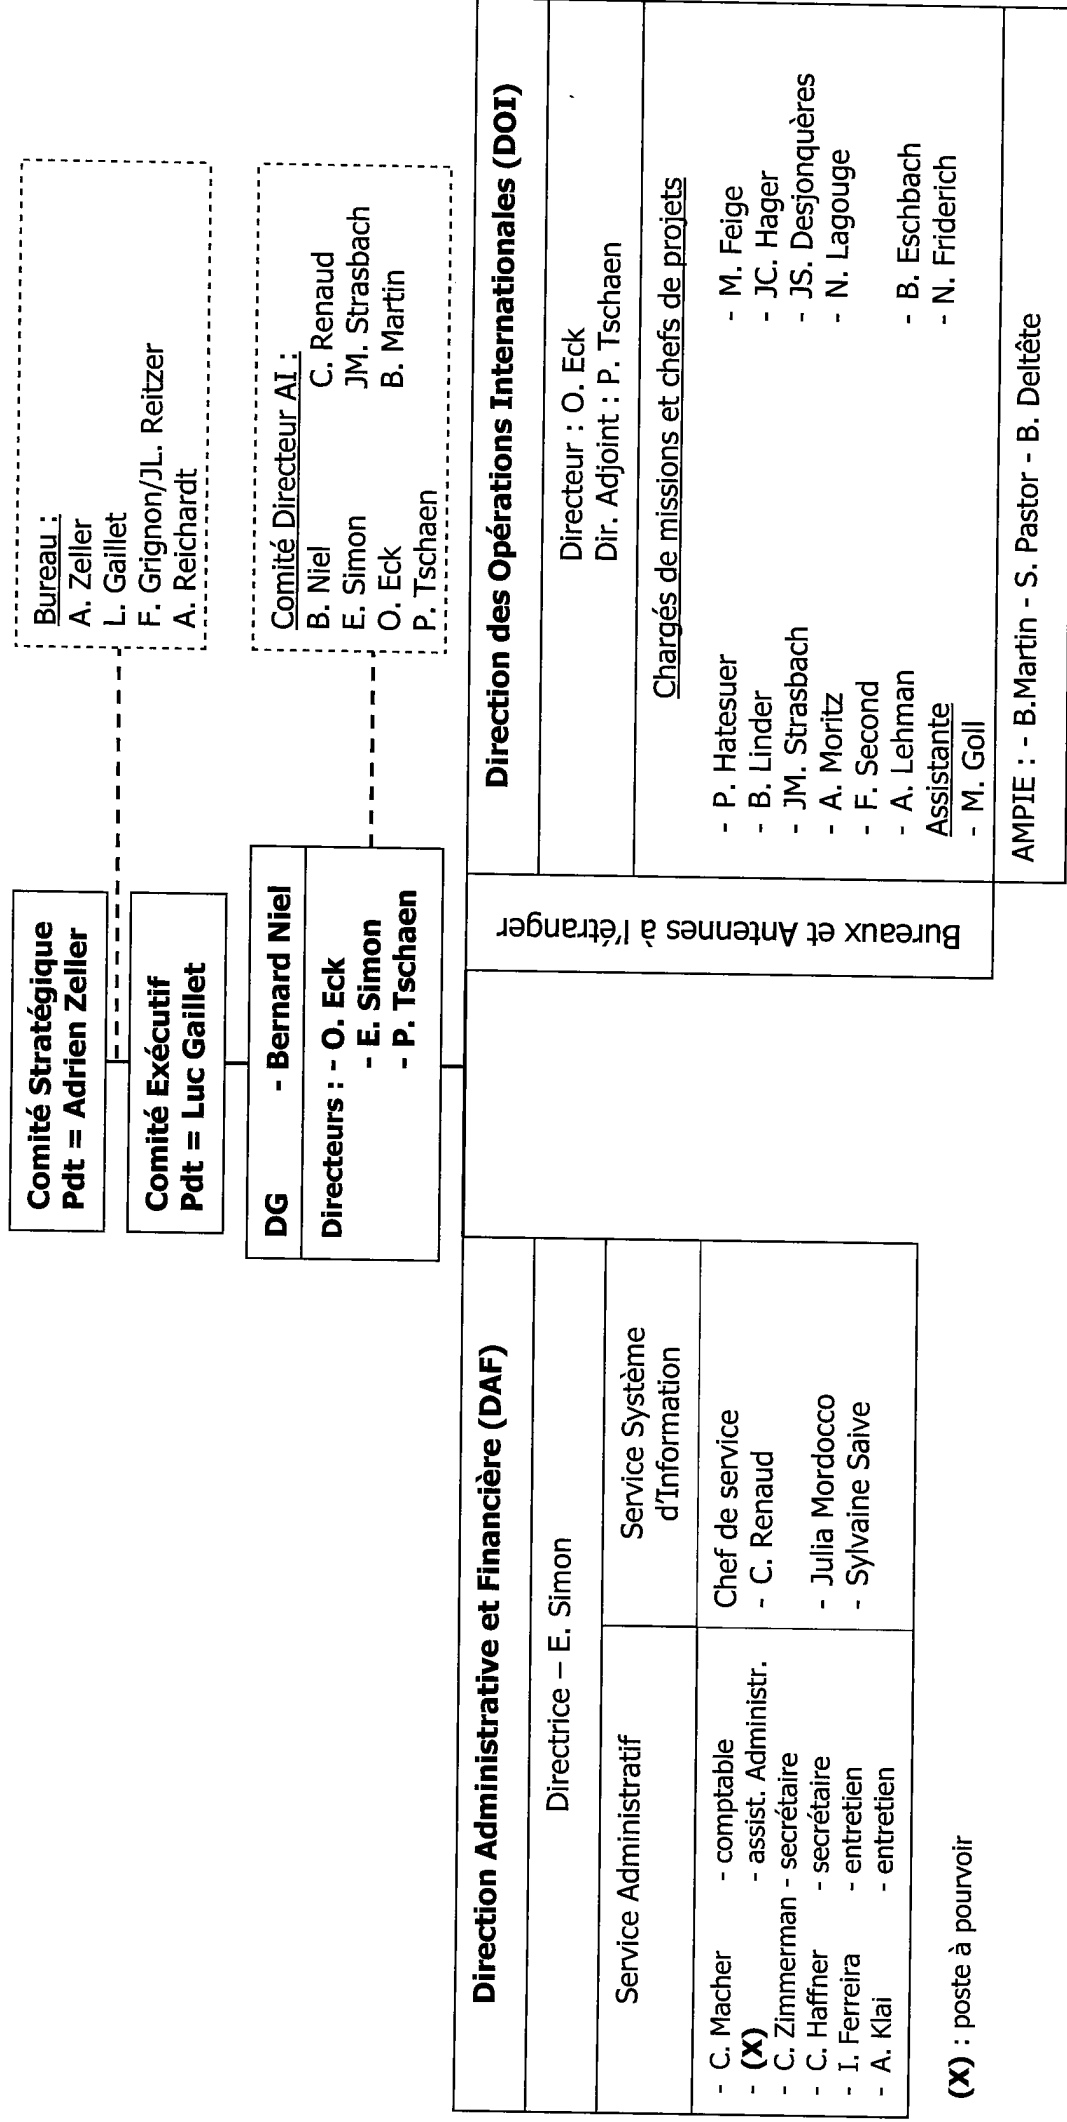 Comité Stratégique
Pdt = Adrien Zeller
Comité Exécutif
Pdt = Luc Gaillet
Bureau :
A. Zeller
L. Gaillet
F. Grignon/JL. Reitzer
A. Reichardt
DG - Bernard Niel
Directeurs : - O. Eck
- E. Simon
- P. Tschaen
Comité Directeur AI :
B. Niel C. Renaud
E. Simon JM. Strasbach
O. Eck B. Martin
P. Tschaen
Direction Administrative et Financière (DAF)
Directrice – E. Simon
Service Administratif
- C. Macher - comptable
- (X) - assist. Administr.
- C. Zimmerman - secrétaire
- C. Haffner - secrétaire
- I. Ferreira - entretien
- A. Klai - entretien
Service Système
d'Information
Chef de service
- C. Renaud
- Julia Mordocco
- Sylvaine Saive
(X) : poste à pourvoir
Bureaux et Antennes à l'étranger
Direction des Opérations Internationales (DOI)
Directeur : O. Eck
Dir. Adjoint : P. Tschaen
Chargés de missions et chefs de projets
- P. Hatesuer - M. Feige
- B. Linder - JC. Hager
- JM. Strasbach - JS. Desjonquères
- A. Moritz - N. Lagouge
- F. Second
- A. Lehman - B. Eschbach
Assistante - N. Friderich
- M. Goll
AMPIE : - B.Martin - S. Pastor - B. Deltête